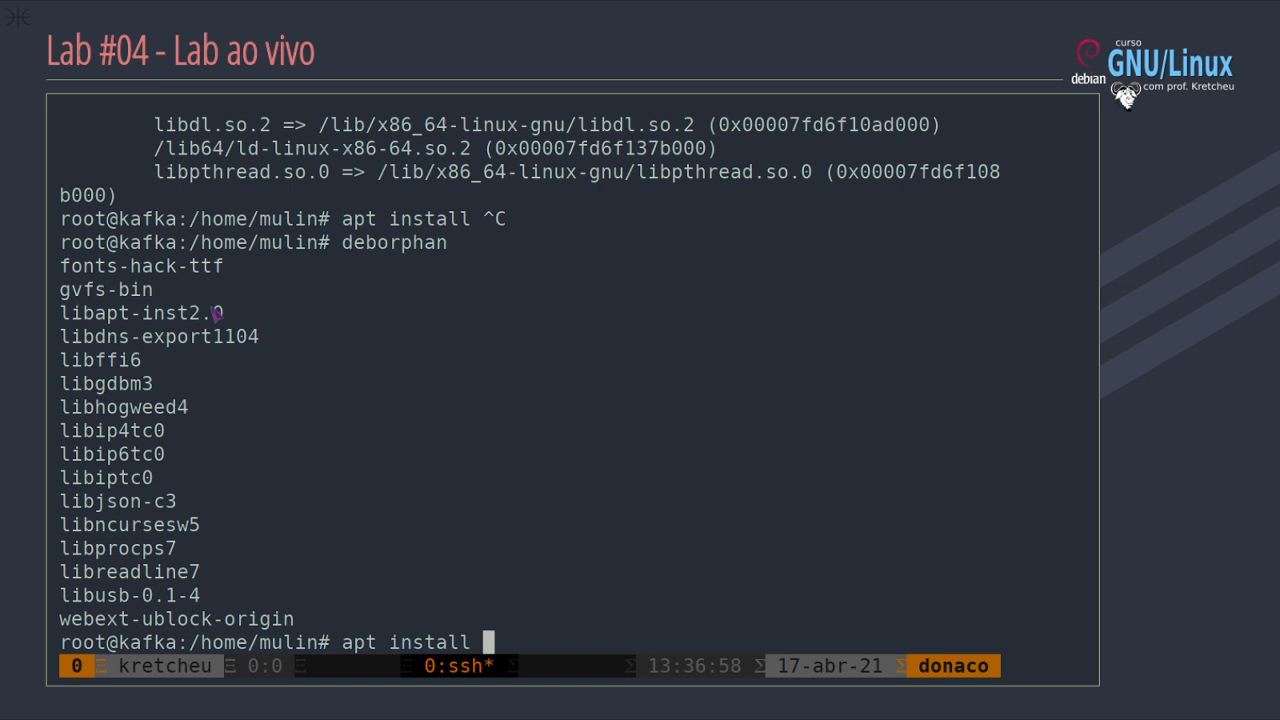 Lab #04 - Lab ao vivo
curso
GNU/Linux
debian
com prof. Kretcheu
libdl.so.2 => /lib/x86_64-linux-gnu/libdl.so.2 (0x00007fd6f10ad000)
/lib64/ld-linux-x86-64.so.2 (0x00007fd6f137b000)
libpthread.so.0 => /lib/x86_64-linux-gnu/libpthread.so.0 (0x00007fd6f108
b000)
root@kafka:/home/mulin# apt install ^C
root@kafka:/home/mulin# deborphan
fonts-hack-ttf
gvfs-bin
libapt-inst2.0
libdns-export1104
libffi6
libgdbm3
libhogweed4
libip4tc0
libip6tc0
libiptc0
libjson-c3
libncursesw5
libprocps7
libreadline7
libusb-0.1-4
webext-ublock-origin
root@kafka:/home/mulin# apt install
0 Ξ kretcheu Ξ 0:0 Ξ Σ 0:ssh* Σ Σ 13:36:58 Σ 17-abr-21 Σ donaco